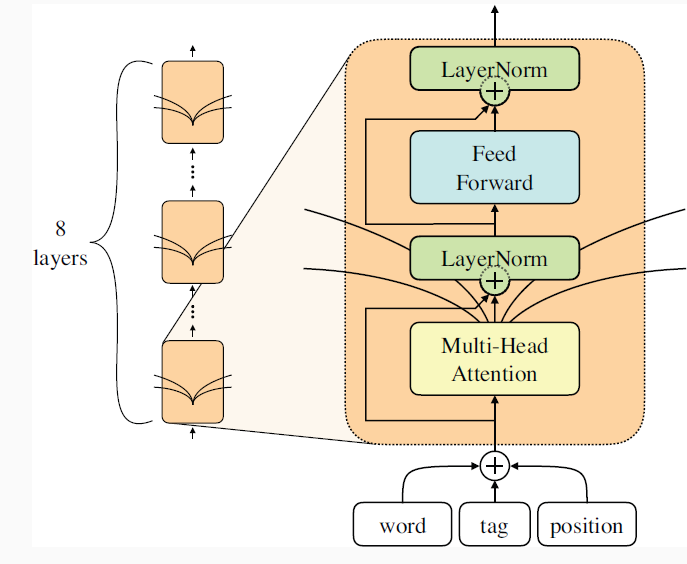 8
layers
LayerNorm
Feed
Forward
LayerNorm
Multi-Head
Attention
word
tag
position